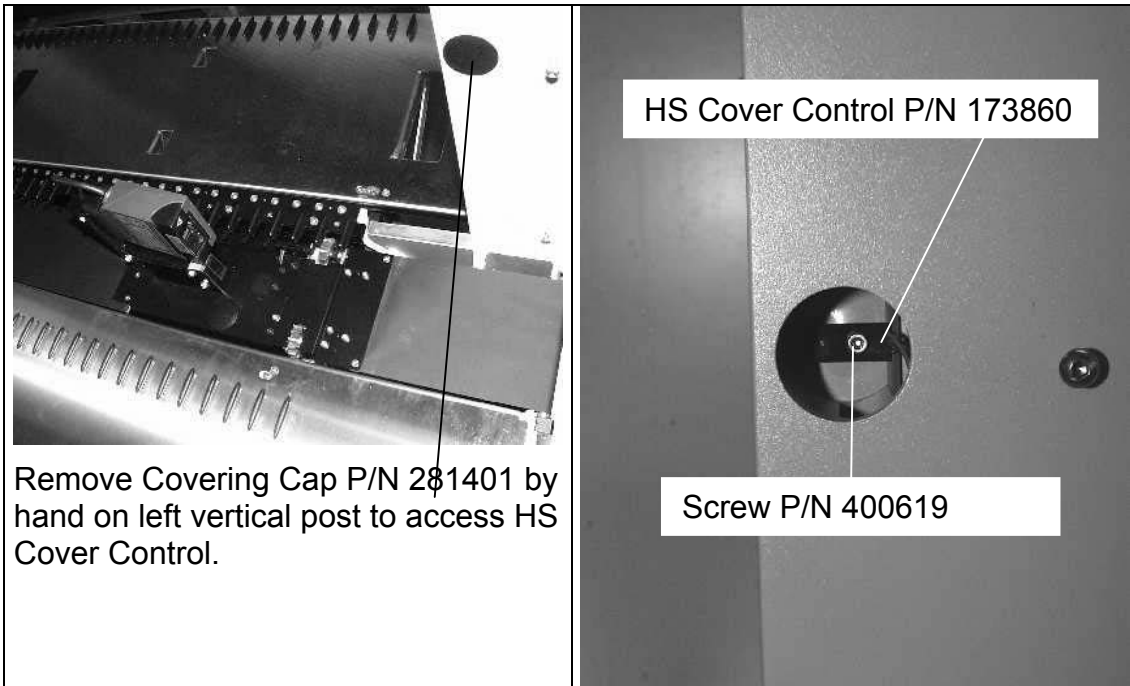 Remove Covering Cap P/N 281401 by
hand on left vertical post to access HS
Cover Control.
HS Cover Control P/N 173860
Screw P/N 400619